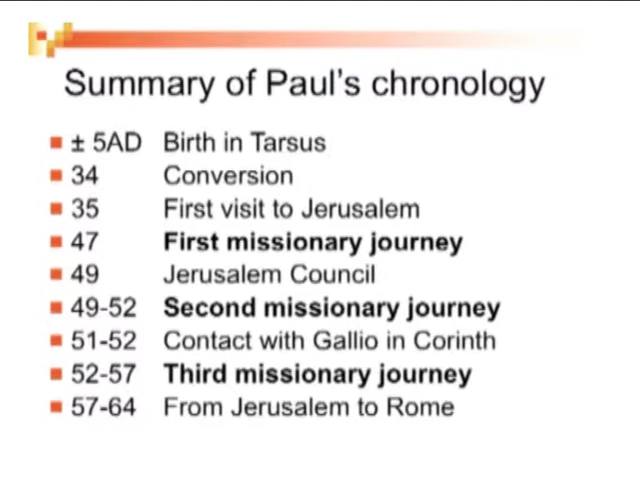 Summary of Paul's chronology
± 5AD Birth in Tarsus
34 Conversion
35 First visit to Jerusalem
47 First missionary journey
49 Jerusalem Council
49-52 Second missionary journey
51-52 Contact with Gallio in Corinth
52-57 Third missionary journey
57-64 From Jerusalem to Rome